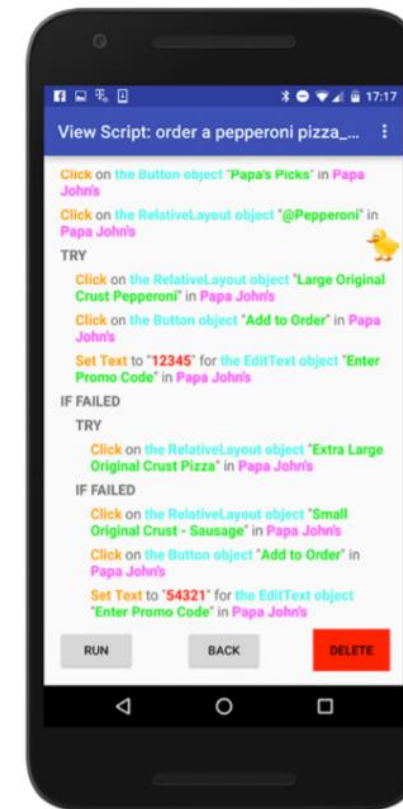 17:17
View Script: order a pepperoni pizza_...
Click on the Button object "Papa's Picks" in Papa
John's
Click on the RelativeLayout object "@Pepperoni" in
Papa John's
TRY
Click on the RelativeLayout object "Large Original
Crust Pepperoni" in Papa John's
Click on the Button object "Add to Order" in Papa
John's
Set Text to "12345" for the EditText object "Enter
Promo Code" in Papa John's
IF FAILED
TRY
Click on the RelativeLayout object "Extra Large
Original Crust Pizza" in Papa John's
IF FAILED
Click on the RelativeLayout object "Small
Original Crust - Sausage" in Papa John's
Click on the Button object "Add to Order" in
Papa John's
Set Text to "54321" for the EditText object
"Enter Promo Code" in Papa John's
RUN BACK DELETE